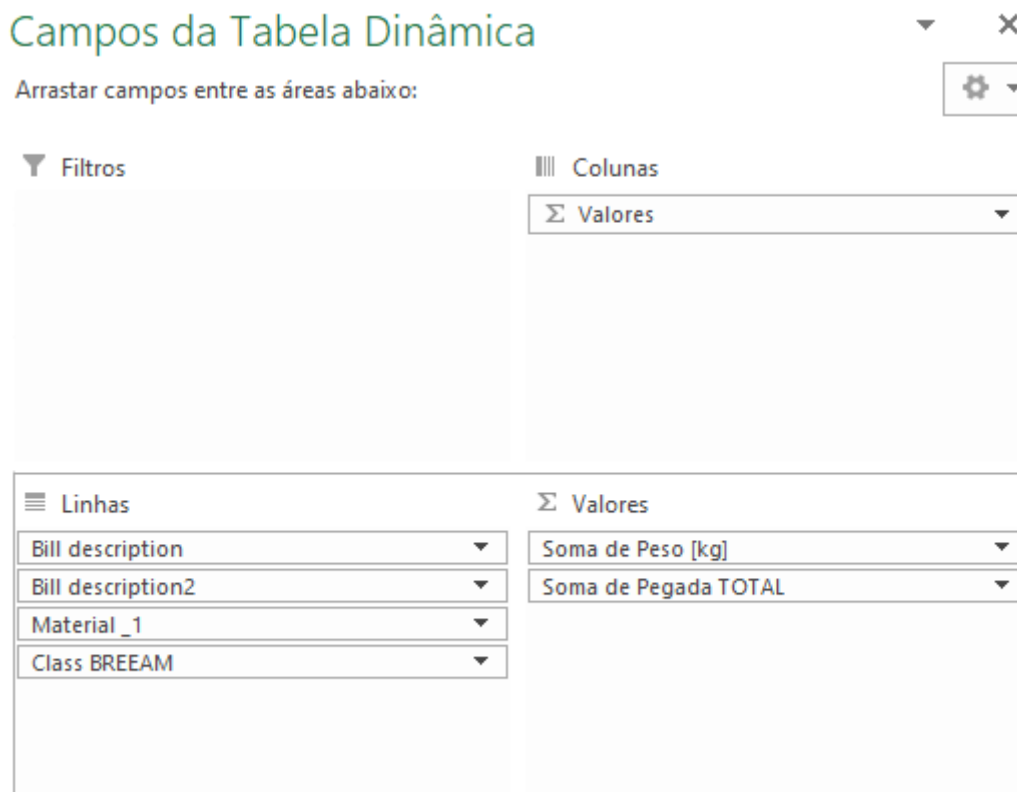 Campos da Tabela Dinâmica
Arrastar campos entre as áreas abaixo:
Filtros
Colunas
Σ Valores
Linhas
Σ Valores
Bill description
Soma de Peso [kg]
Bill description2
Soma de Pegada TOTAL
Material _1
Class BREEAM